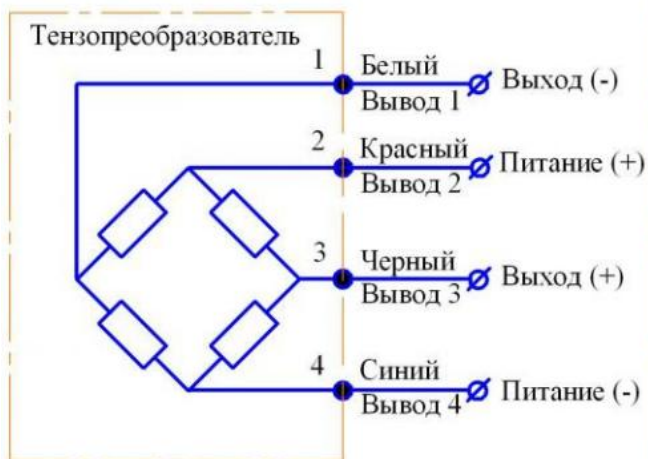 Тензопреобразователь
1 Белый Выход (-)
Вывод 1
2 Красный Питание (+)
Вывод 2
3 Черный Выход (+)
Вывод 3
4 Синий Питание (-)
Вывод 4